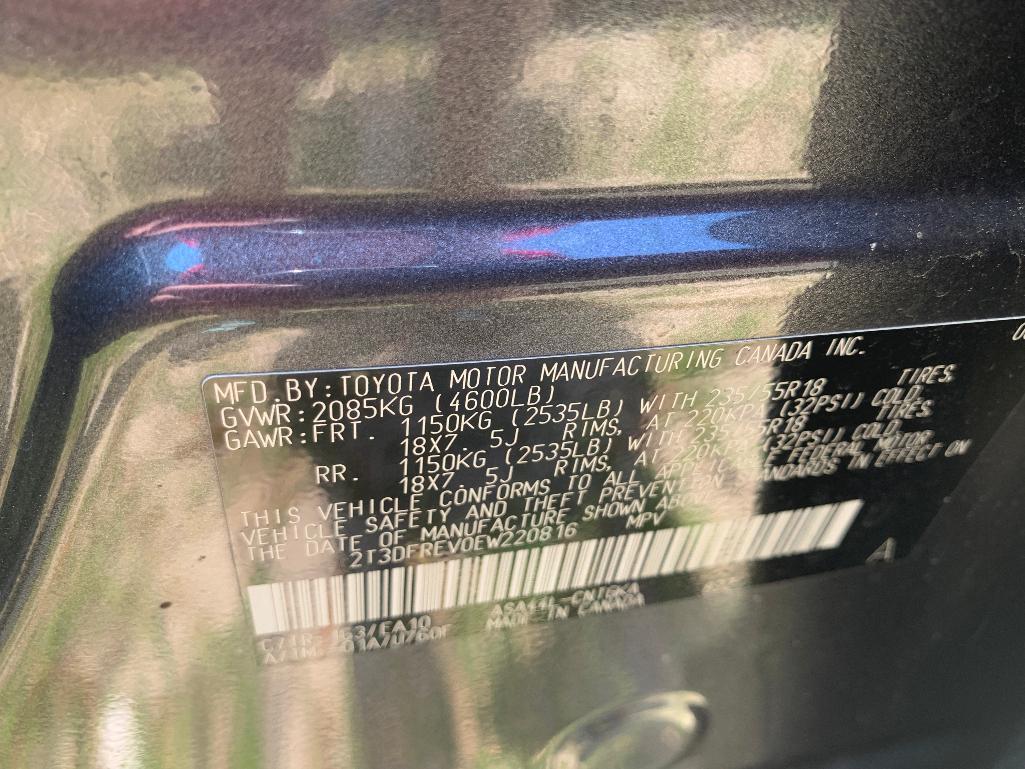 MFD.BY:TOYOTA MOTOR MANUFACTURING CANADA INC.
GVWR:2085KG (4600LB)
GAWR:FRT. 1150KG (2535LB) WITH 235/55R18 TIRES
18X7.5J RIMS, AT 220KPA (32PSI) COLD.
RR. 1150KG (2535LB) WITH 235/55R18 TIRES
18X7.5J RIMS, AT 220KPA (32PSI) COLD.
THIS VEHICLE CONFORMS TO ALL FEDERAL MOTOR
VEHICLE SAFETY AND THEFT PREVENTION STANDARDS IN EFFECT ON
THE DATE OF MANUFACTURE SHOWN ABOVE.
2T3DFREV0EW220816 MPV
A
C/TR: /EA10
MADE IN CANADA